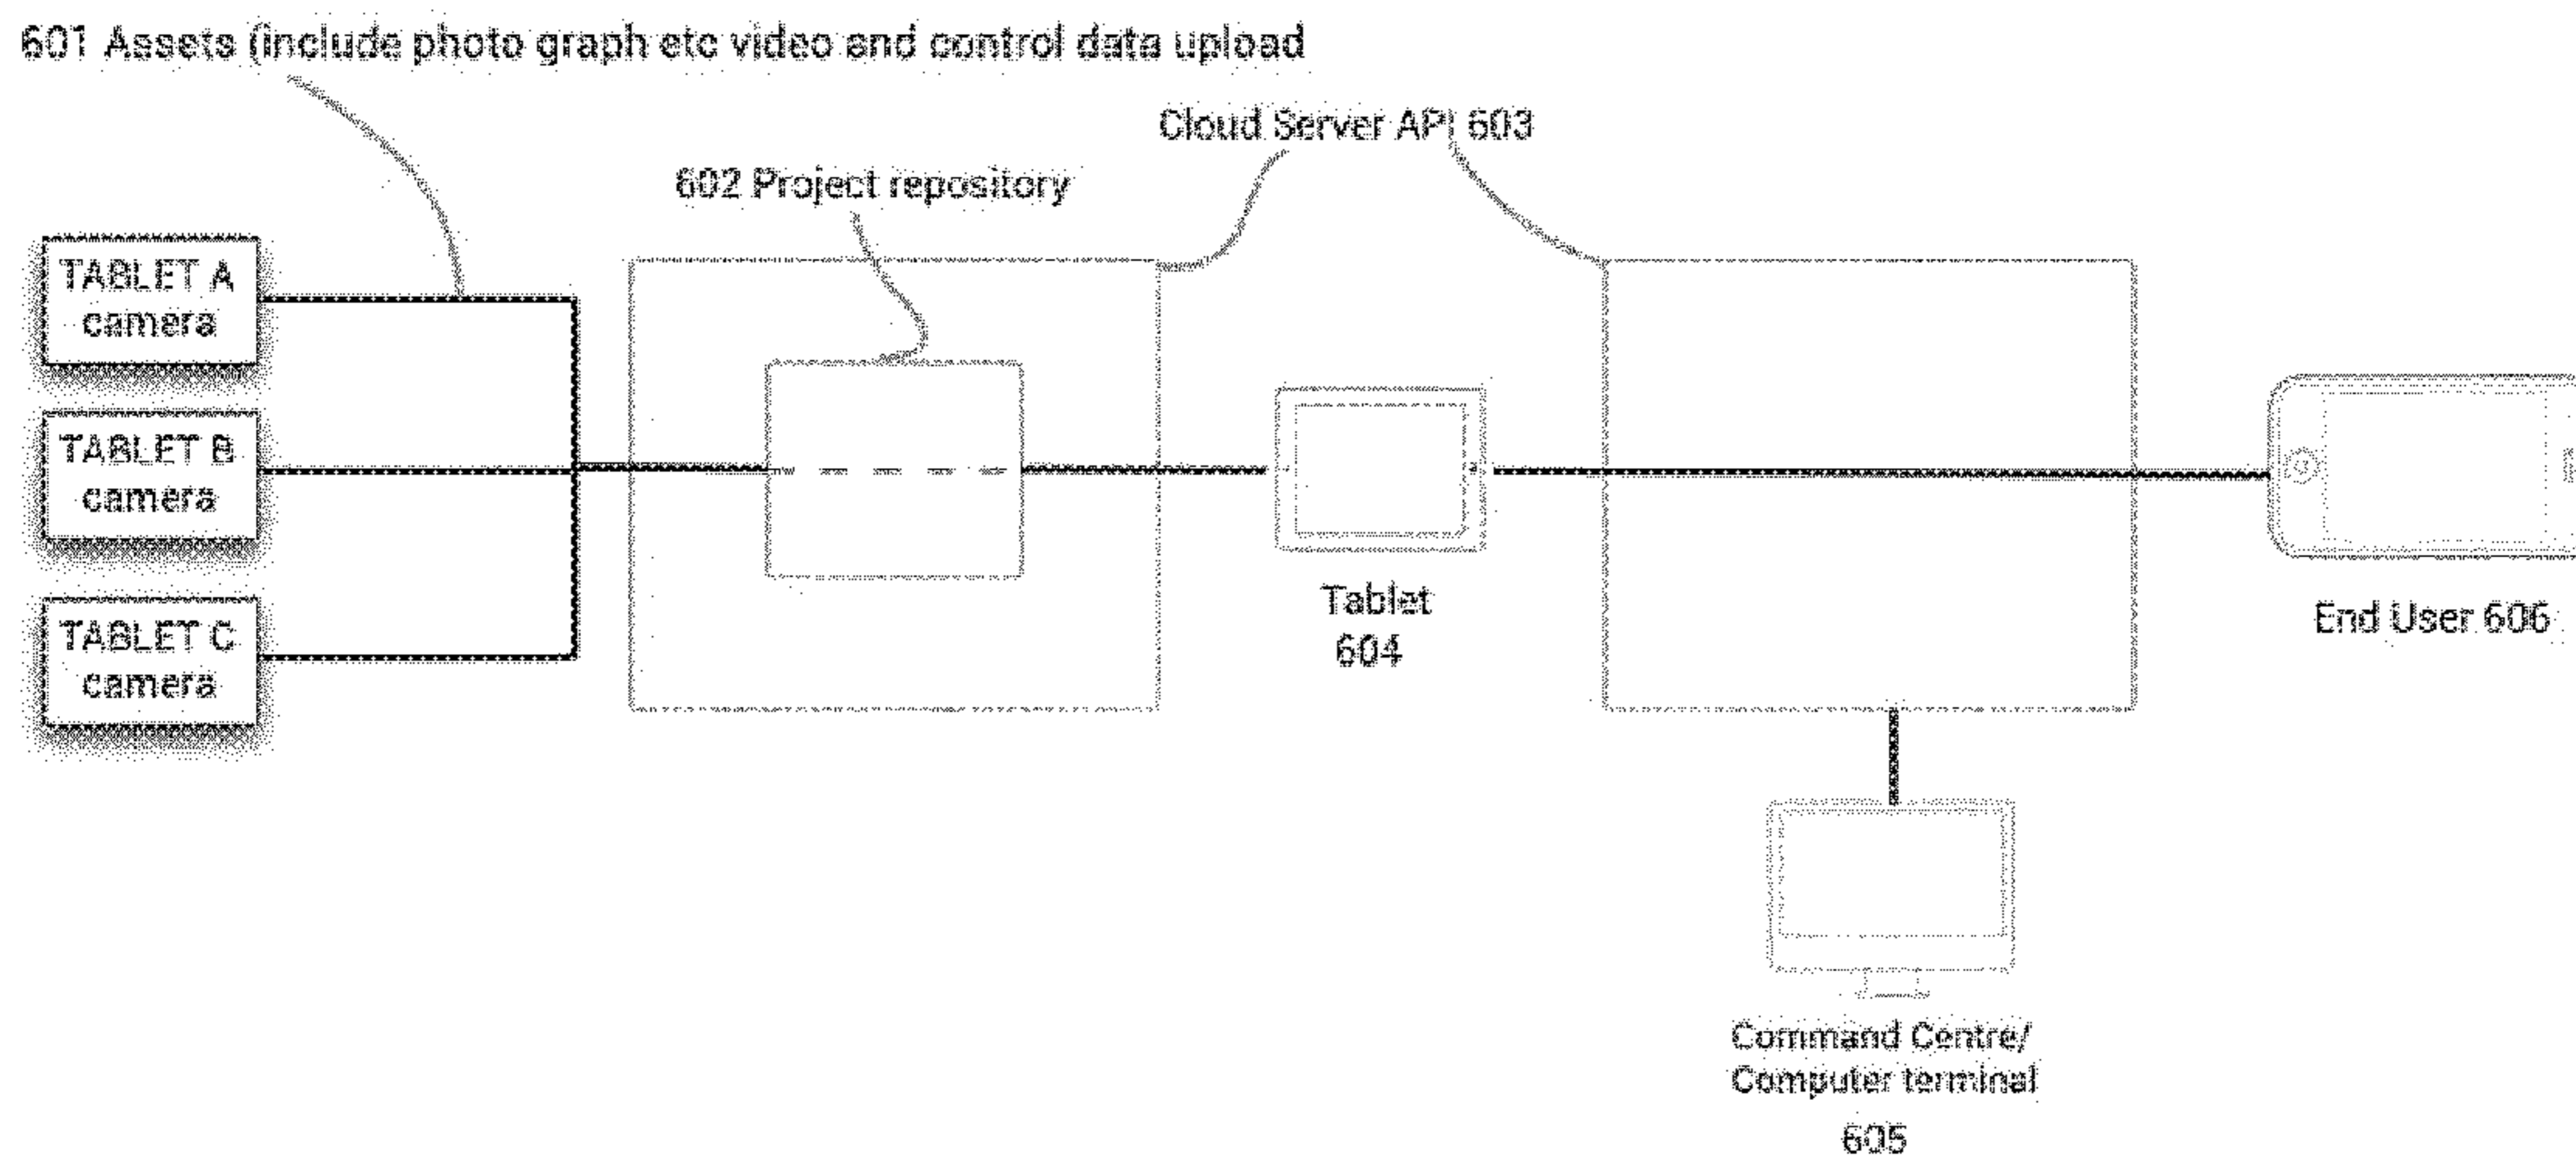 601 Assets (include photo graph etc video and control data upload
Cloud Server API 603
602 Project repository
TABLET A
camera
TABLET B
camera
TABLET C
camera
Tablet
604
End User 606
Command Centre/
Computer terminal
605